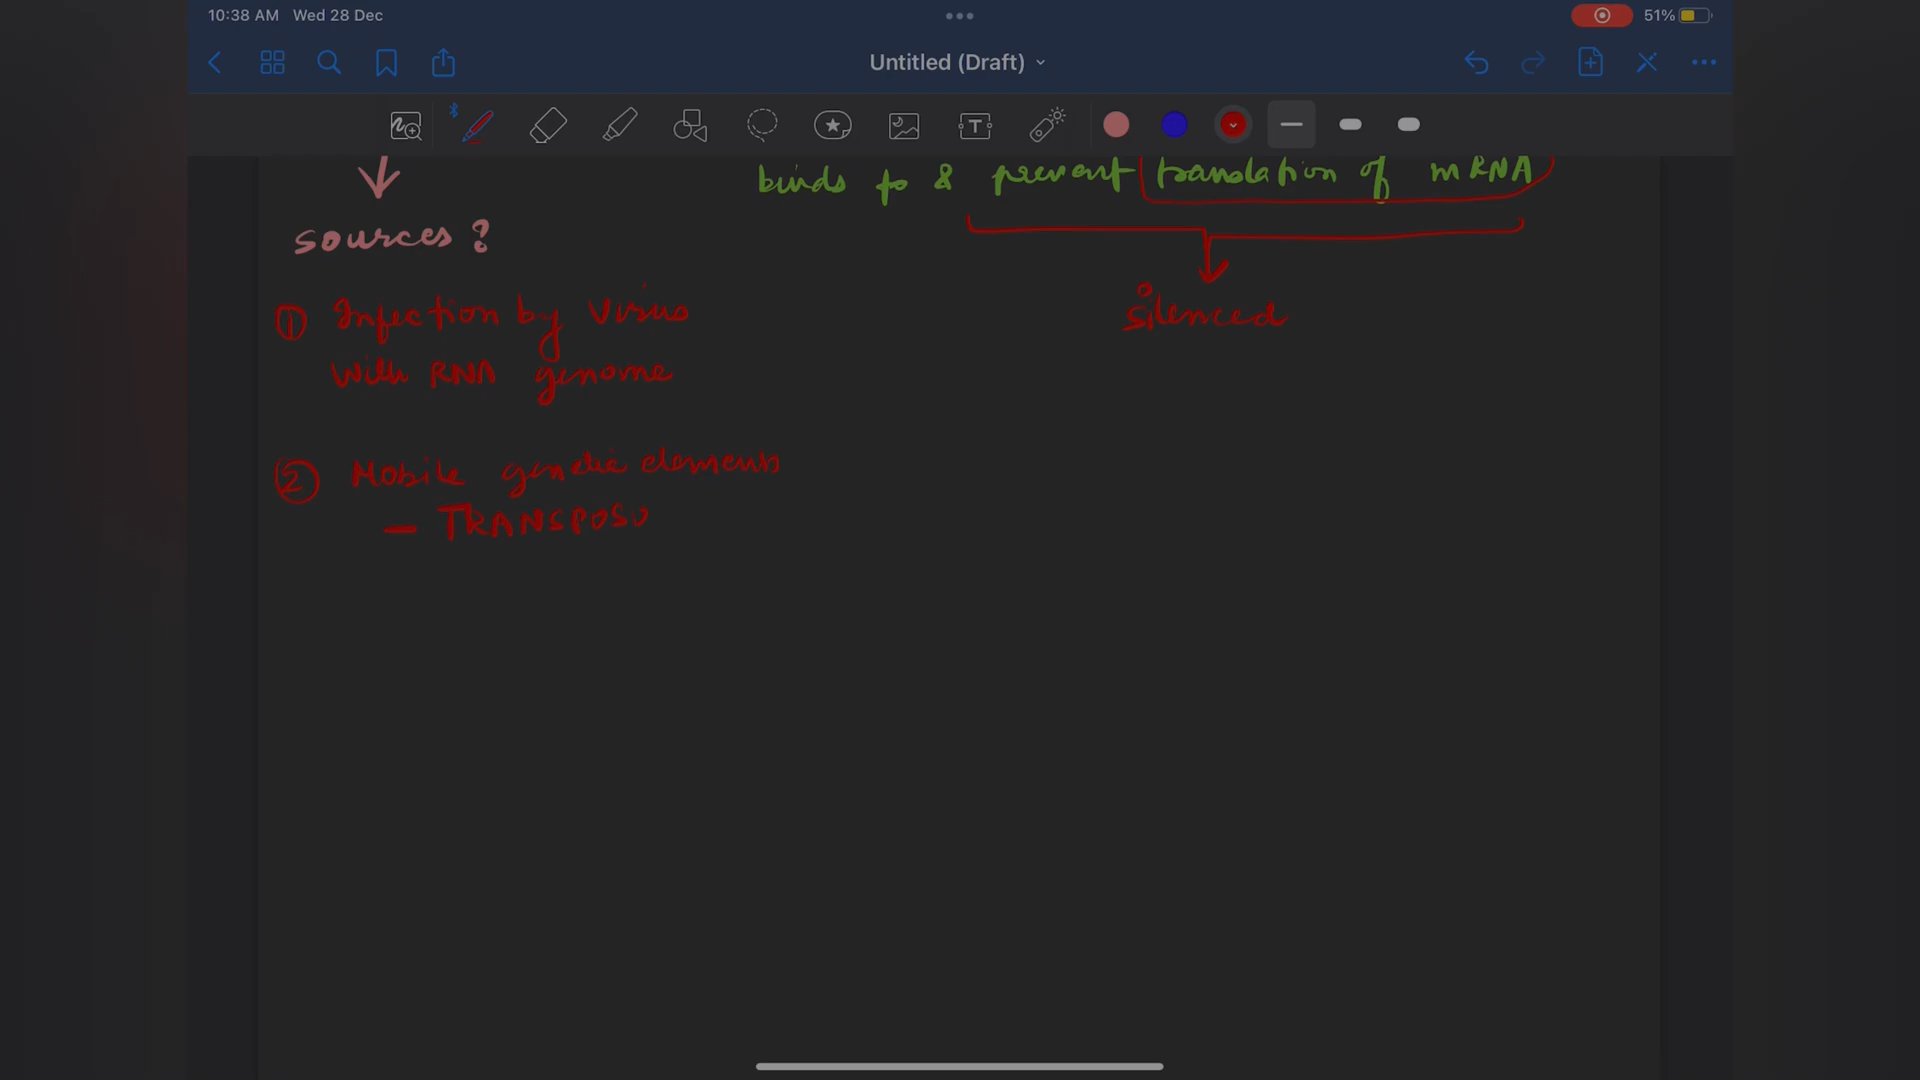 10:38 AM Wed 28 Dec
51%
Untitled (Draft)
binds to & prevent translation of mRNA
sources ?
Silenced
① Infection by Virus
With RNA genome
② Mobile genetic elements
— TRANSPOSO